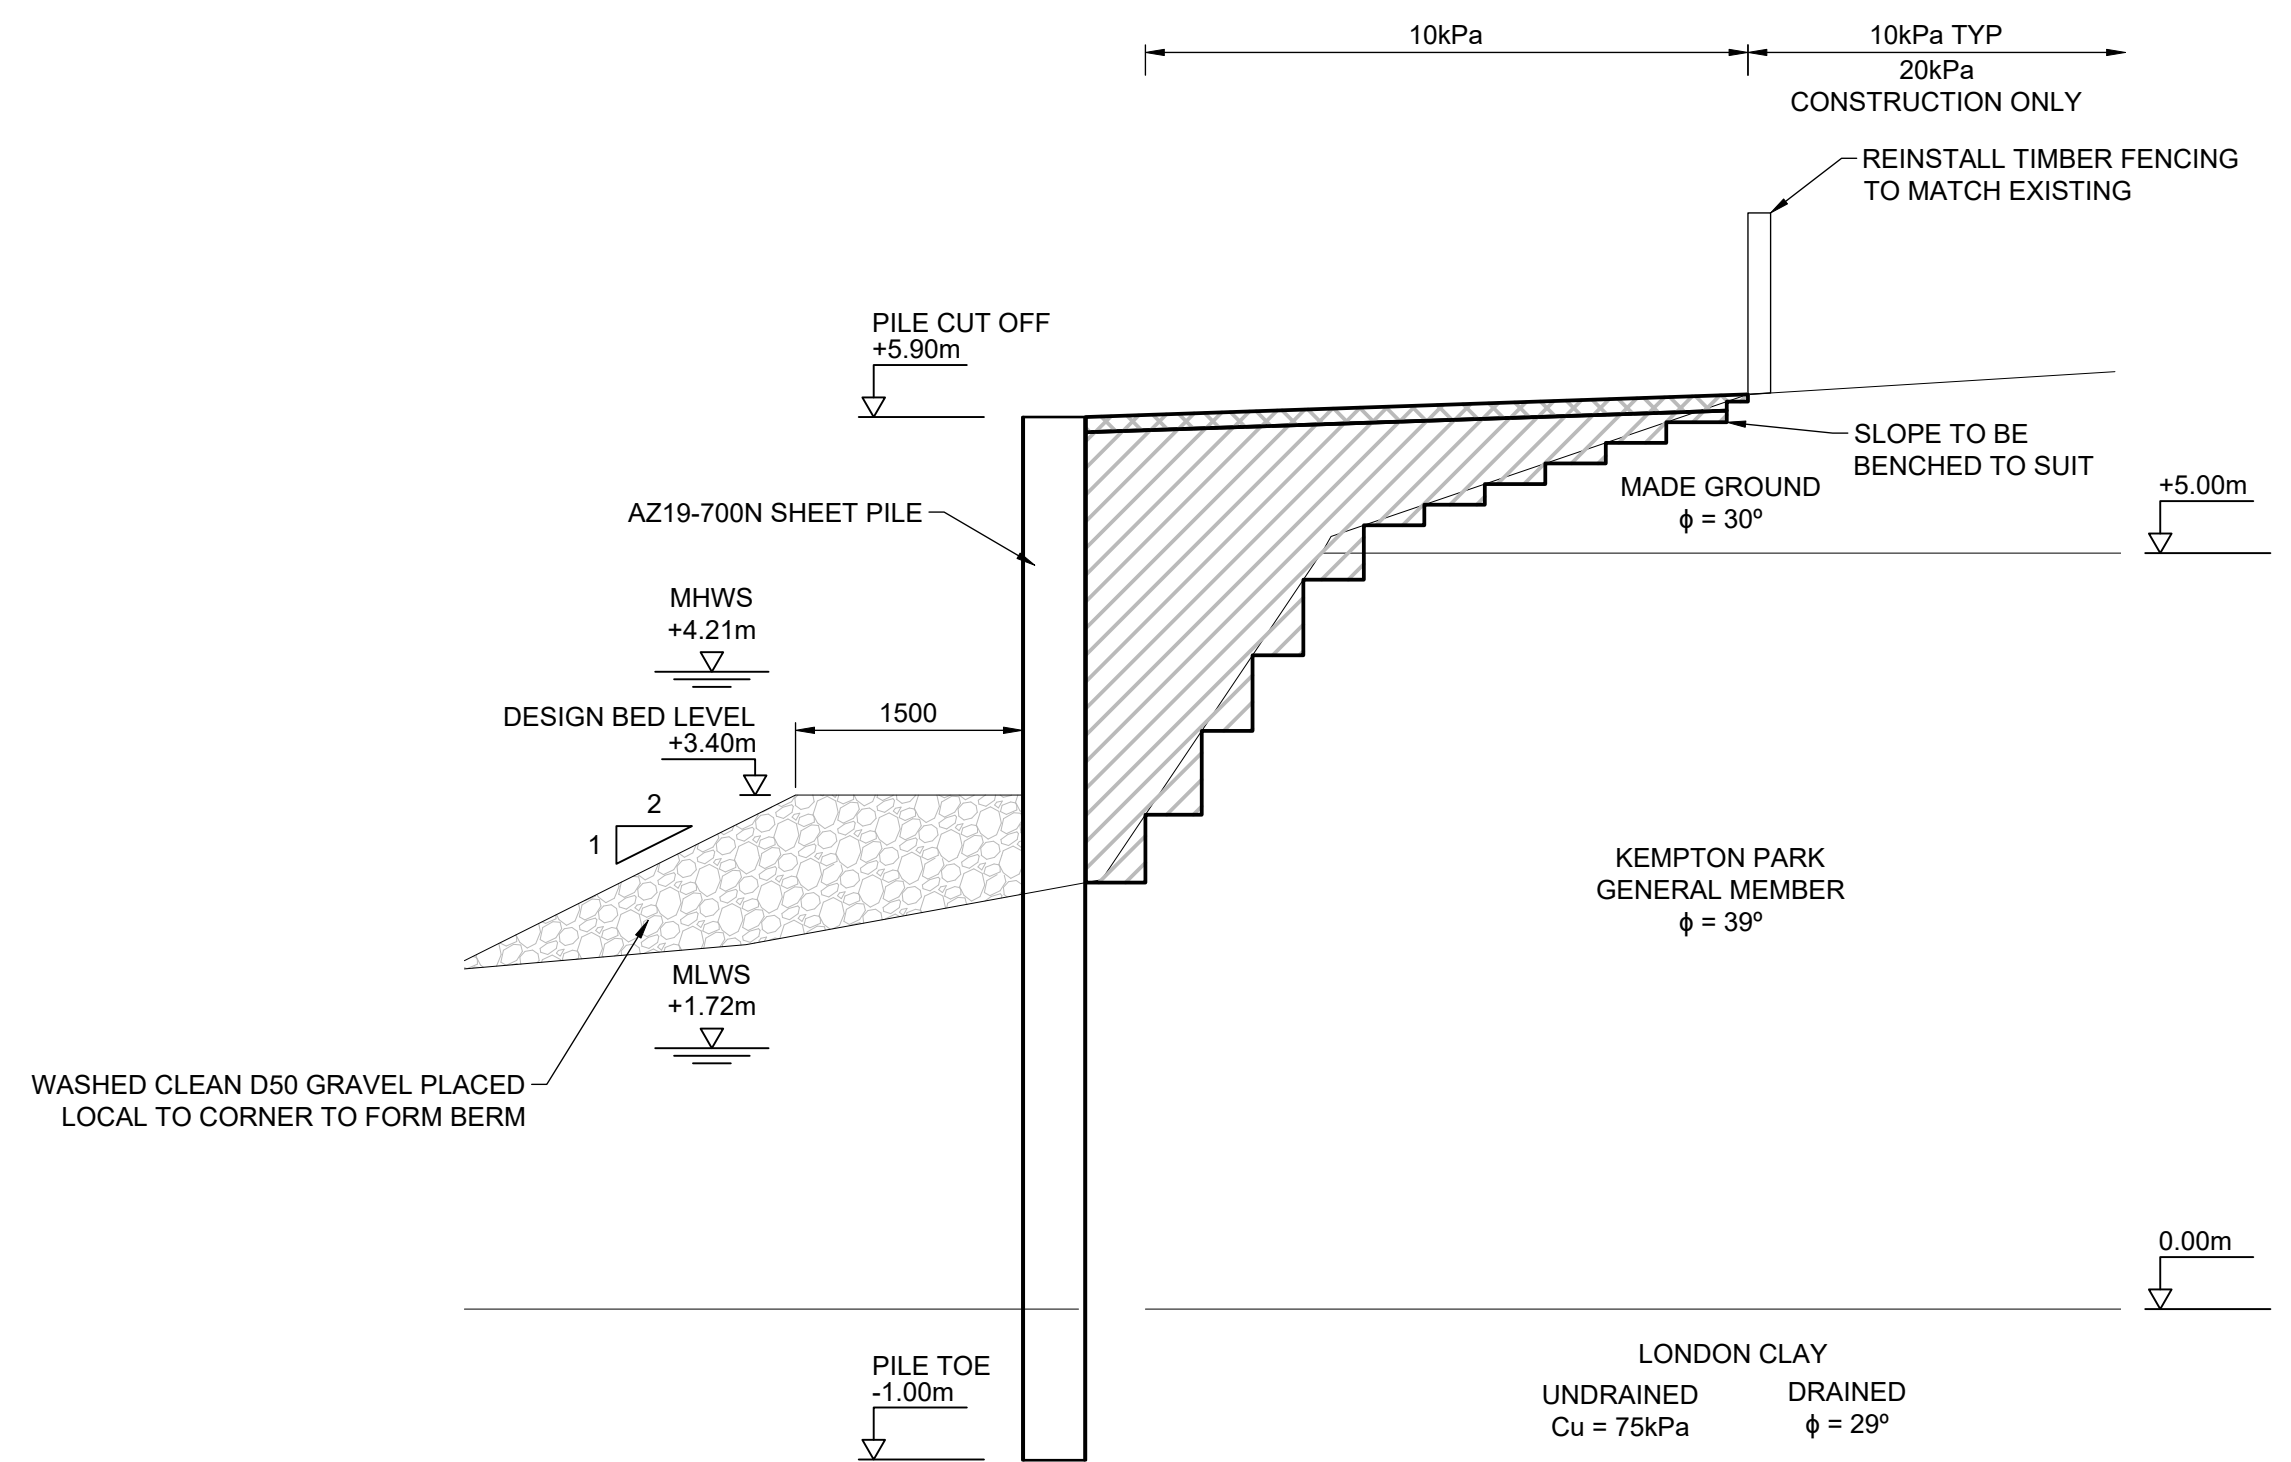 10kPa
10kPa TYP
20kPa
CONSTRUCTION ONLY
REINSTALL TIMBER FENCING
TO MATCH EXISTING
PILE CUT OFF
+5.90m
SLOPE TO BE
BENCHED TO SUIT
MADE GROUND
ϕ = 30º
+5.00m
AZ19-700N SHEET PILE
MHWS
+4.21m
DESIGN BED LEVEL
+3.40m
1500
2
1
KEMPTON PARK
GENERAL MEMBER
ϕ = 39º
MLWS
+1.72m
WASHED CLEAN D50 GRAVEL PLACED
LOCAL TO CORNER TO FORM BERM
0.00m
PILE TOE
-1.00m
LONDON CLAY
UNDRAINED
Cu = 75kPa
DRAINED
ϕ = 29º